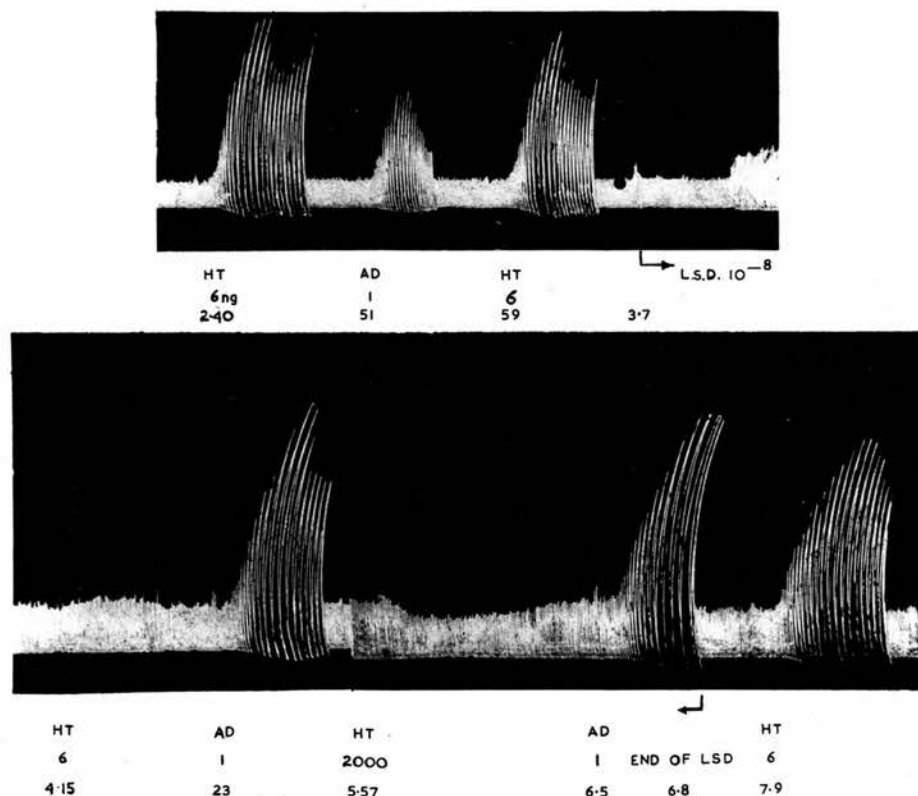 HT AD HT L.S.D. 10⁻⁸
6ng 1 6
2·40 51 59 3·7
HT AD HT AD HT
6 1 2000 1 END OF LSD 6
4·15 23 5·57 6·5 6·8 7·9